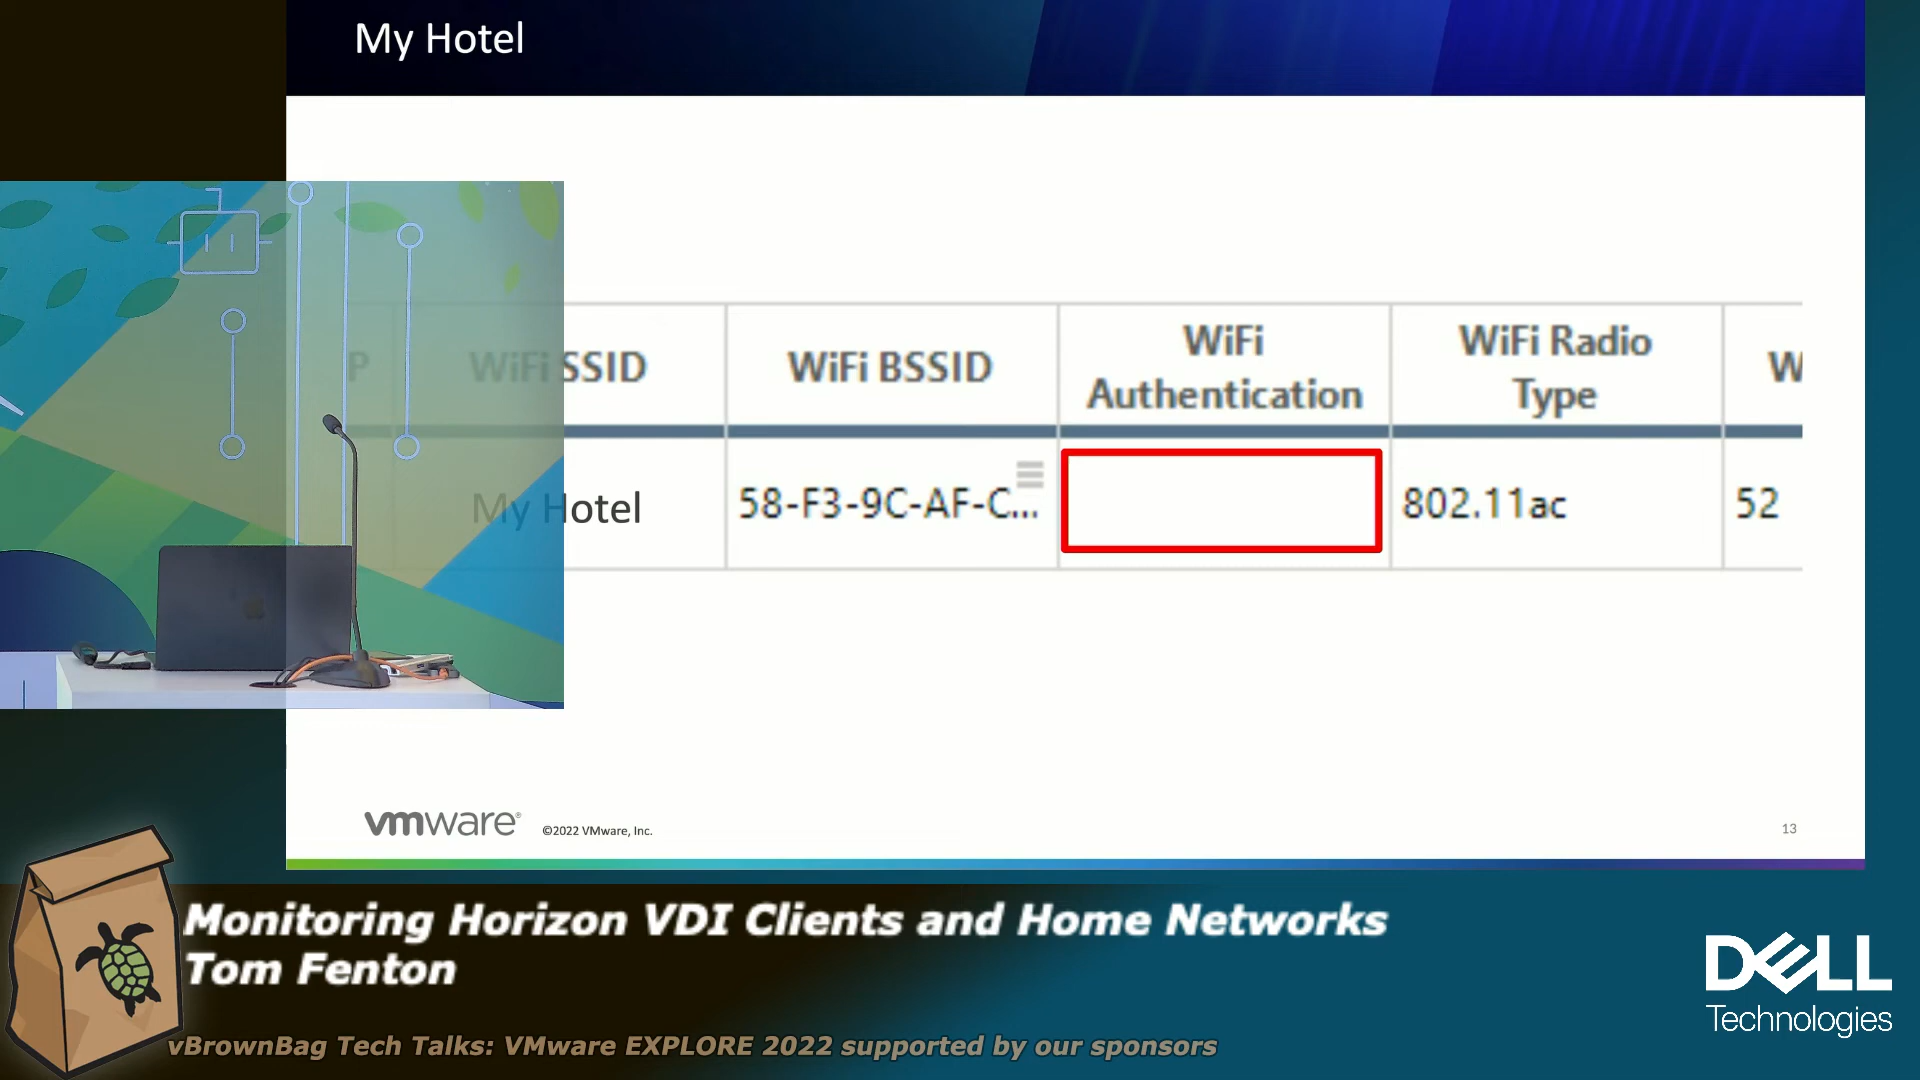 My Hotel
P
WiFi SSID
WiFi BSSID
WiFi
Authentication
WiFi Radio
Type
W
My Hotel
58-F3-9C-AF-C...
802.11ac
52
vmware®
©2022 VMware, Inc.
13
Monitoring Horizon VDI Clients and Home Networks
Tom Fenton
vBrownBag Tech Talks: VMware EXPLORE 2022 supported by our sponsors
DELL
Technologies